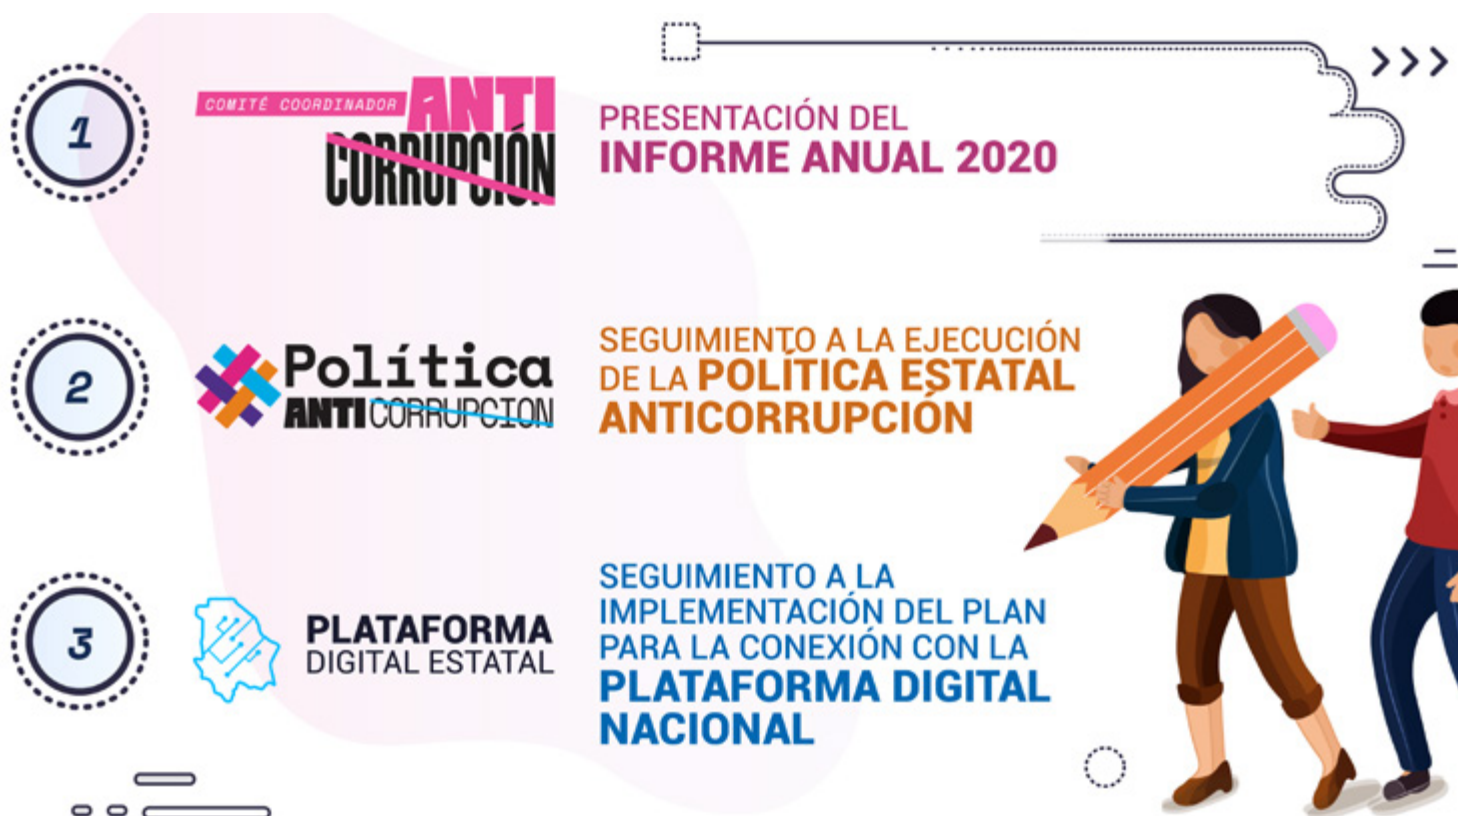 1
COMITÉ COORDINADOR ANTI
CORRUPCIÓN
PRESENTACIÓN DEL
INFORME ANUAL 2020
2
Política
ANTICORRUPCION
SEGUIMIENTO A LA EJECUCIÓN
DE LA POLÍTICA ESTATAL
ANTICORRUPCIÓN
3
PLATAFORMA
DIGITAL ESTATAL
SEGUIMIENTO A LA
IMPLEMENTACIÓN DEL PLAN
PARA LA CONEXIÓN CON LA
PLATAFORMA DIGITAL
NACIONAL